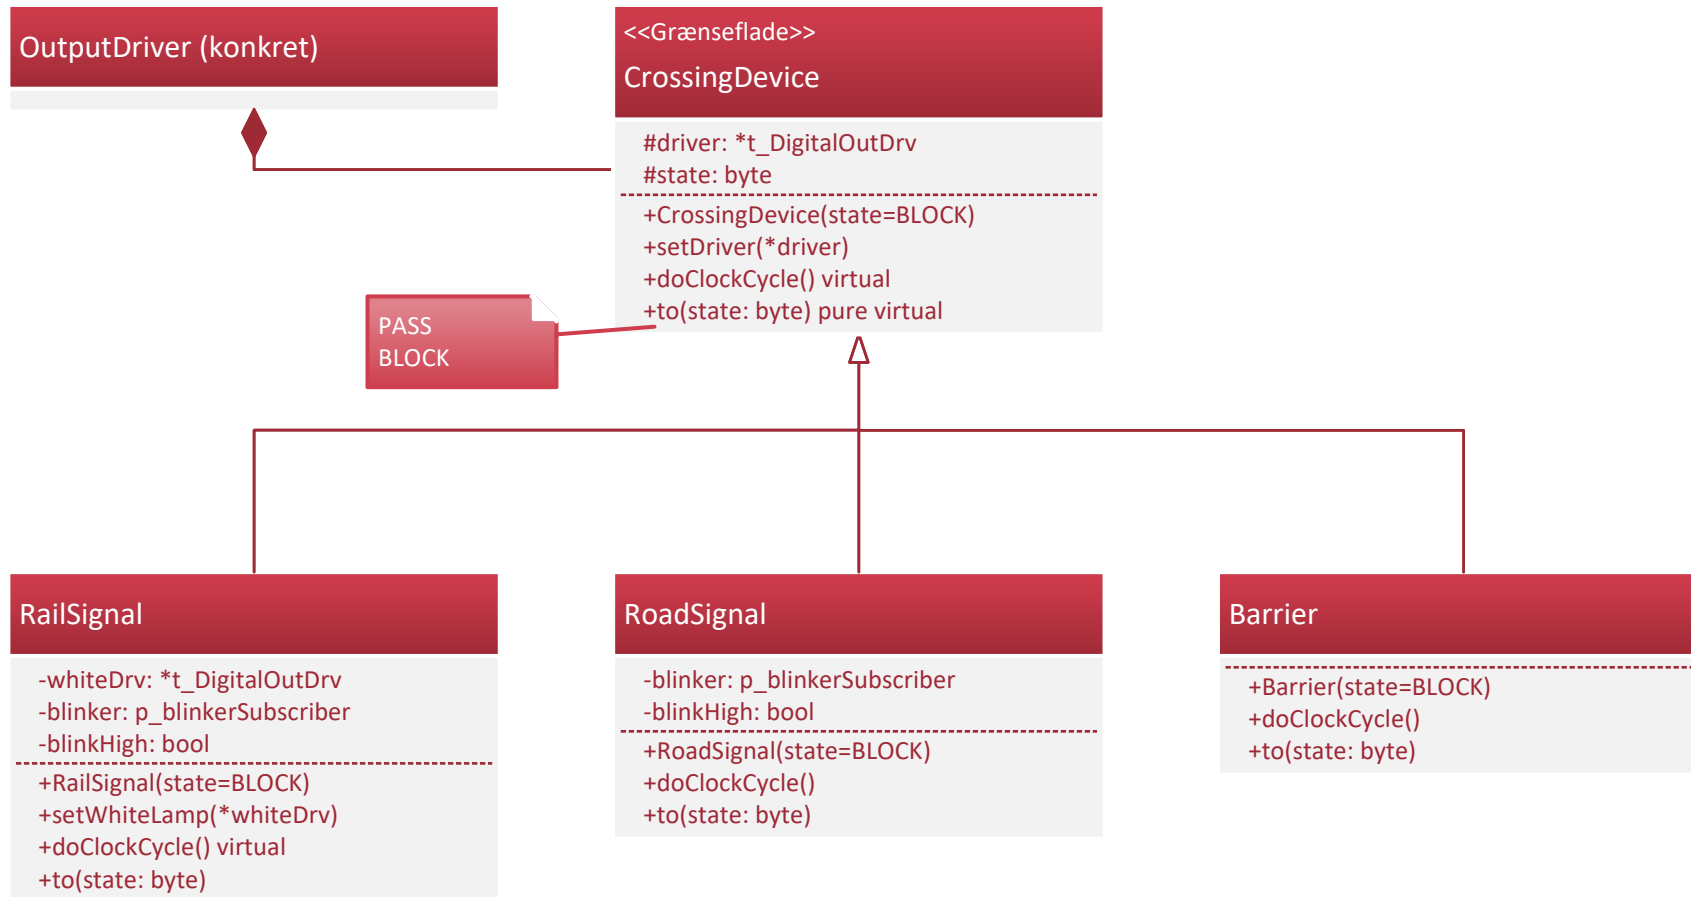 OutputDriver (konkret)
<<Grænseflade>>
CrossingDevice
#driver: *t_DigitalOutDrv
#state: byte
+CrossingDevice(state=BLOCK)
+setDriver(*driver)
+doClockCycle() virtual
+to(state: byte) pure virtual
PASS
BLOCK
RailSignal
-whiteDrv: *t_DigitalOutDrv
-blinker: p_blinkerSubscriber
-blinkHigh: bool
+RailSignal(state=BLOCK)
+setWhiteLamp(*whiteDrv)
+doClockCycle() virtual
+to(state: byte)
RoadSignal
-blinker: p_blinkerSubscriber
-blinkHigh: bool
+RoadSignal(state=BLOCK)
+doClockCycle()
+to(state: byte)
Barrier
+Barrier(state=BLOCK)
+doClockCycle()
+to(state: byte)